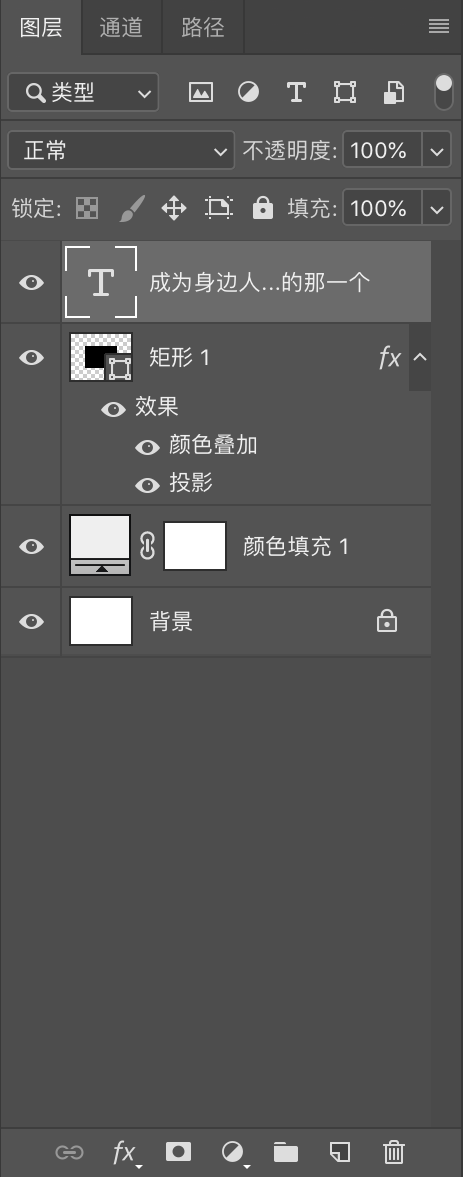 图层 通道 路径
类型
正常 不透明度: 100%
锁定: 填充: 100%
T 成为身边人...的那一个
矩形 1 fx
效果
颜色叠加
投影
颜色填充 1
背景
fx